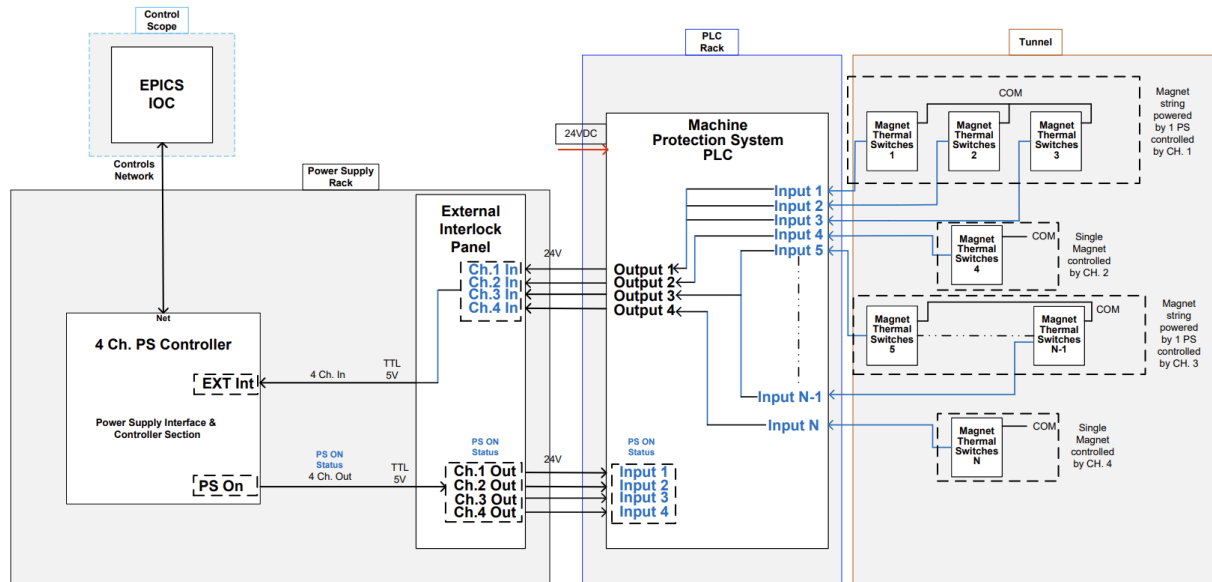 Control
Scope
EPICS
IOC
Controls
Network
Power Supply
Rack
PLC
Rack
Tunnel
External
Interlock
Panel
Ch.1 In
Ch.2 In
Ch.3 In
Ch.4 In
24V
Net
4 Ch. PS Controller
EXT Int
4 Ch. In
TTL
5V
Power Supply Interface &
Controller Section
PS On
PS ON
Status
4 Ch. Out
TTL
5V
PS ON
Status
Ch.1 Out
Ch.2 Out
Ch.3 Out
Ch.4 Out
24V
24VDC
Machine
Protection System
PLC
Input 1
Input 2
Input 3
Input 4
Input 5
Output 1
Output 2
Output 3
Output 4
Input N-1
Input N
PS ON
Status
Input 1
Input 2
Input 3
Input 4
COM
Magnet
Thermal
Switches
1
Magnet
Thermal
Switches
2
Magnet
Thermal
Switches
3
Magnet
string
powered
by 1 PS
controlled
by CH. 1
Magnet
Thermal
Switches
4
COM
Single
Magnet
controlled
by CH. 2
COM
Magnet
Thermal
Switches
5
Magnet
Thermal
Switches
N-1
Magnet
string
powered
by 1 PS
controlled
by CH. 3
Magnet
Thermal
Switches
N
COM
Single
Magnet
controlled
by CH. 4